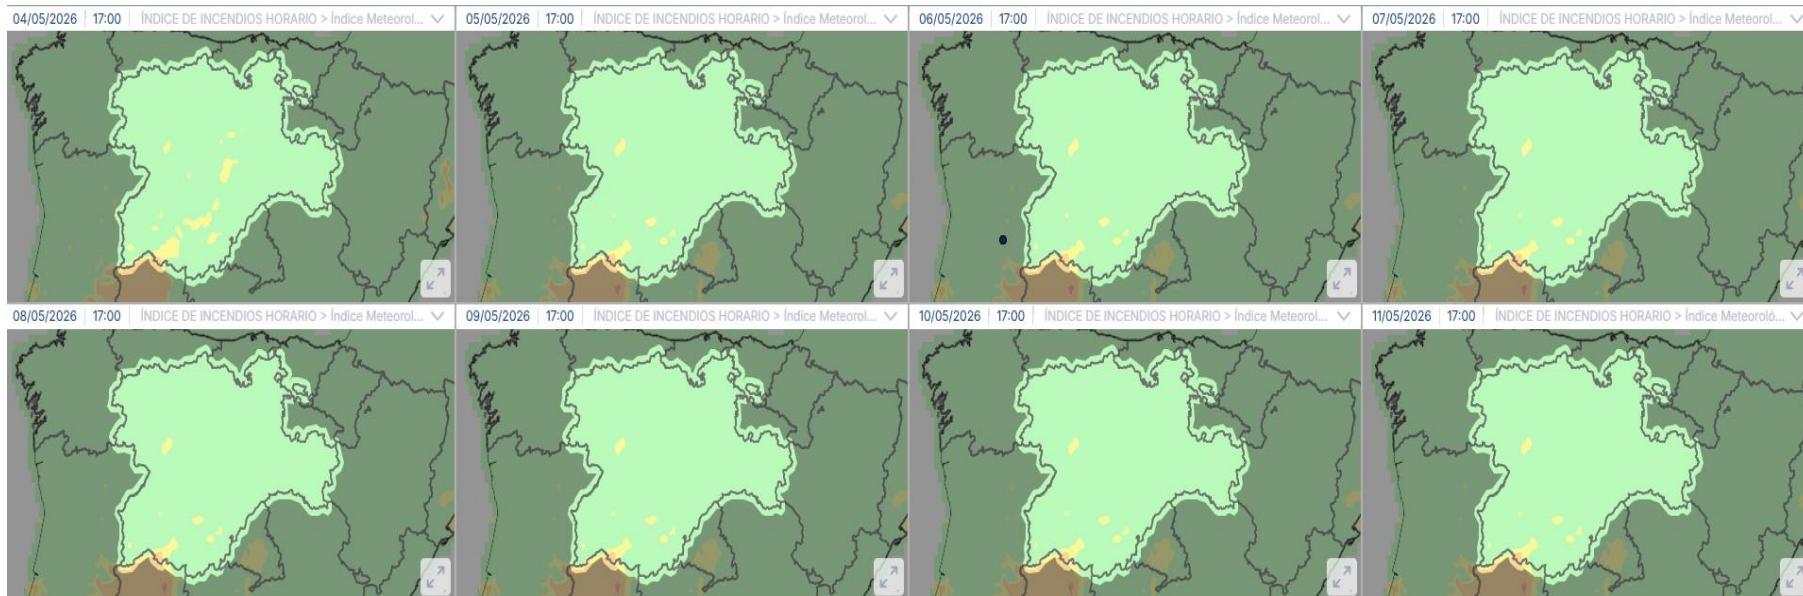 04/05/2026 17:00 ÍNDICE DE INCENDIOS HORARIO > Índice Meteorol...
05/05/2026 17:00 ÍNDICE DE INCENDIOS HORARIO > Índice Meteorol...
06/05/2026 17:00 ÍNDICE DE INCENDIOS HORARIO > Índice Meteorol...
07/05/2026 17:00 ÍNDICE DE INCENDIOS HORARIO > Índice Meteorol...
08/05/2026 17:00 ÍNDICE DE INCENDIOS HORARIO > Índice Meteorol...
09/05/2026 17:00 ÍNDICE DE INCENDIOS HORARIO > Índice Meteorol...
10/05/2026 17:00 ÍNDICE DE INCENDIOS HORARIO > Índice Meteorol...
11/05/2026 17:00 ÍNDICE DE INCENDIOS HORARIO > Índice Meteoroló...